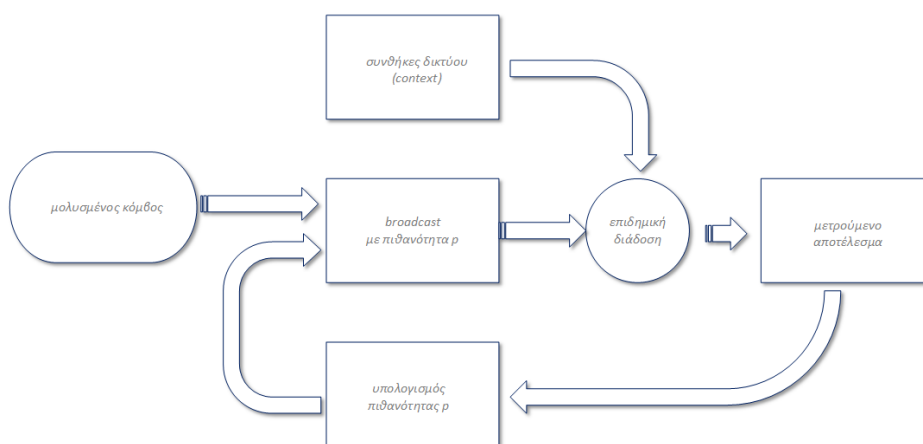 συνθήκες δικτύου
(context)
μολυσμένος κόμβος
broadcast
με πιθανότητα p
επιδημική
διάδοση
μετρούμενο
αποτέλεσμα
υπολογισμός
πιθανότητας p